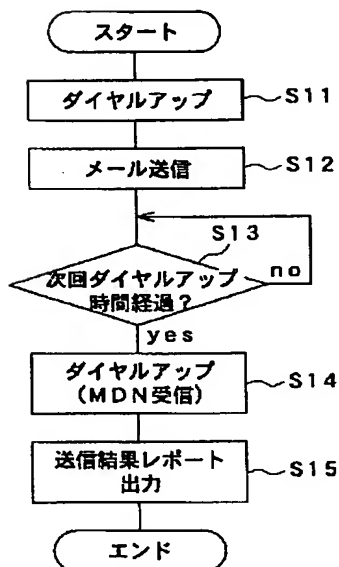 スタート
ダイヤルアップ
S11
メール送信
S12
S13
次回ダイヤルアップ
時間経過？
no
yes
ダイヤルアップ
（MDN受信）
S14
送信結果レポート
出力
S15
エンド